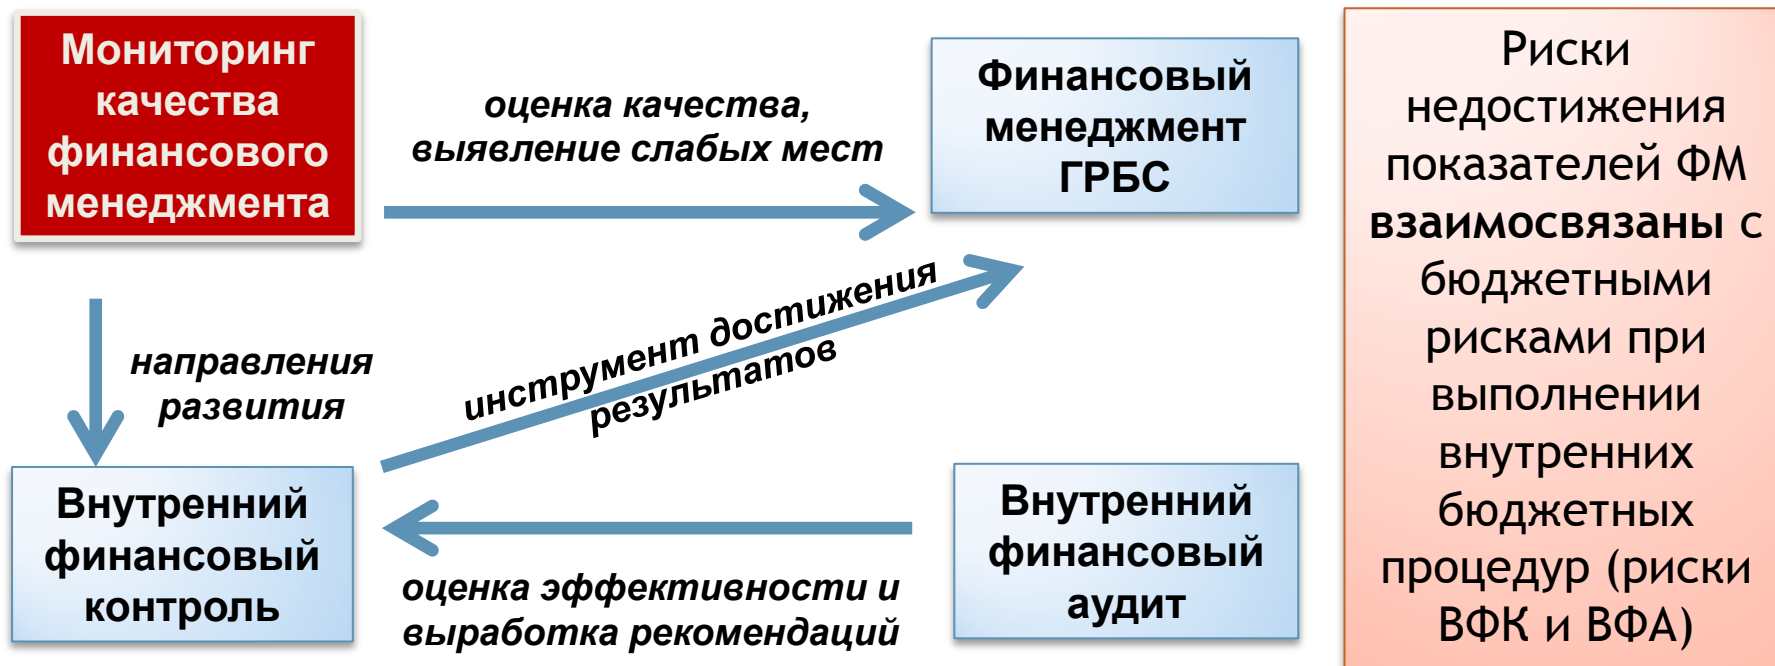 Мониторинг
качества
финансового
менеджмента
оценка качества,
выявление слабых мест
Финансовый
менеджмент
ГРБС
направления
развития
инструмент достижения
результатов
Внутренний
финансовый
контроль
оценка эффективности и
выработка рекомендаций
Внутренний
финансовый
аудит
Риски
недостижения
показателей ФМ
взаимосвязаны с
бюджетными
рисками при
выполнении
внутренних
бюджетных
процедур (риски
ВФК и ВФА)